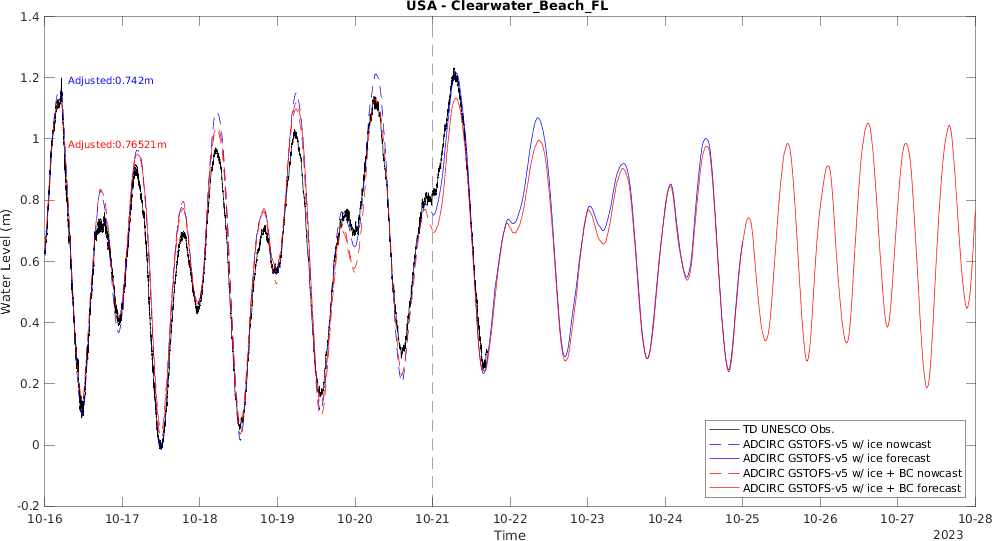 USA - Clearwater_Beach_FL
1.4
1.2
1
0.8
0.6
0.4
0.2
0
-0.2
Water Level (m)
Adjusted:0.742m
Adjusted:0.76521m
TD UNESCO Obs.
ADCIRC GSTOFS-v5 w/ ice nowcast
ADCIRC GSTOFS-v5 w/ ice forecast
ADCIRC GSTOFS-v5 w/ ice + BC nowcast
ADCIRC GSTOFS-v5 w/ ice + BC forecast
10-16 10-17 10-18 10-19 10-20 10-21 10-22 10-23 10-24 10-25 10-26 10-27 10-28
Time
2023